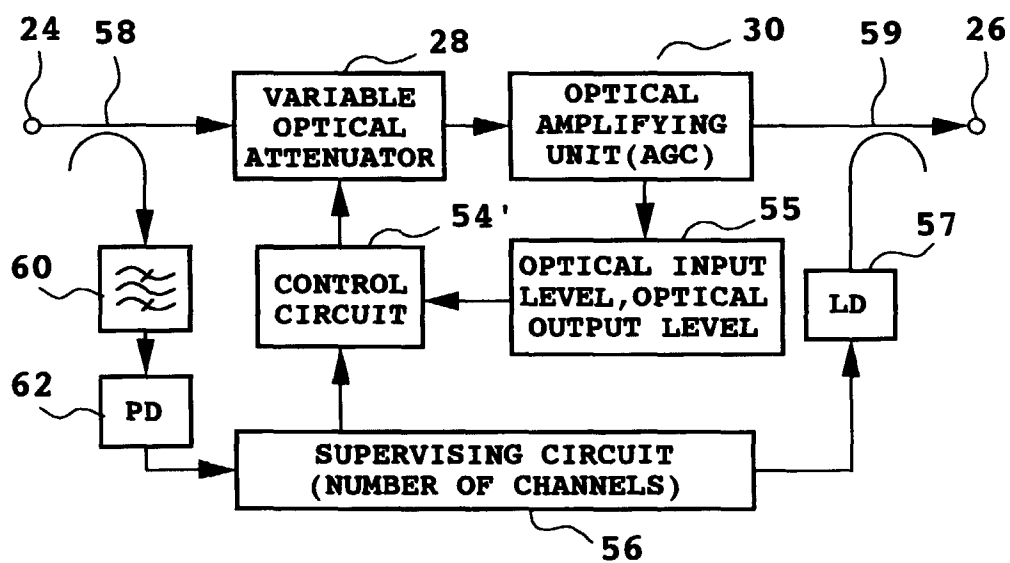 24
58
28
30
59
26
VARIABLE
OPTICAL
ATTENUATOR
OPTICAL
AMPLIFYING
UNIT(AGC)
54'
55
57
60
CONTROL
CIRCUIT
OPTICAL INPUT
LEVEL,OPTICAL
OUTPUT LEVEL
LD
62
PD
SUPERVISING CIRCUIT
(NUMBER OF CHANNELS)
56